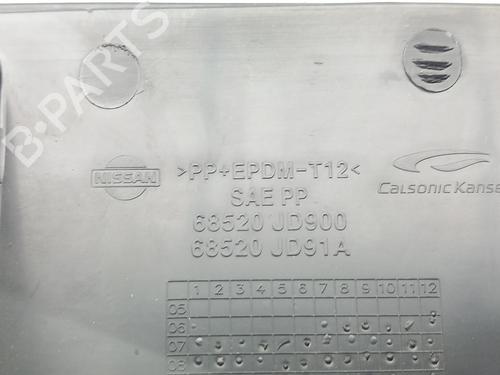 B-PARTS
NISSAN
>PP+EPDM-T12<
SAE PP
68520 JD900
68520 JD91A
Calsonic Kanse
1 2 3 4 5 6 7 8 9 10 11 12
05
06
07
08